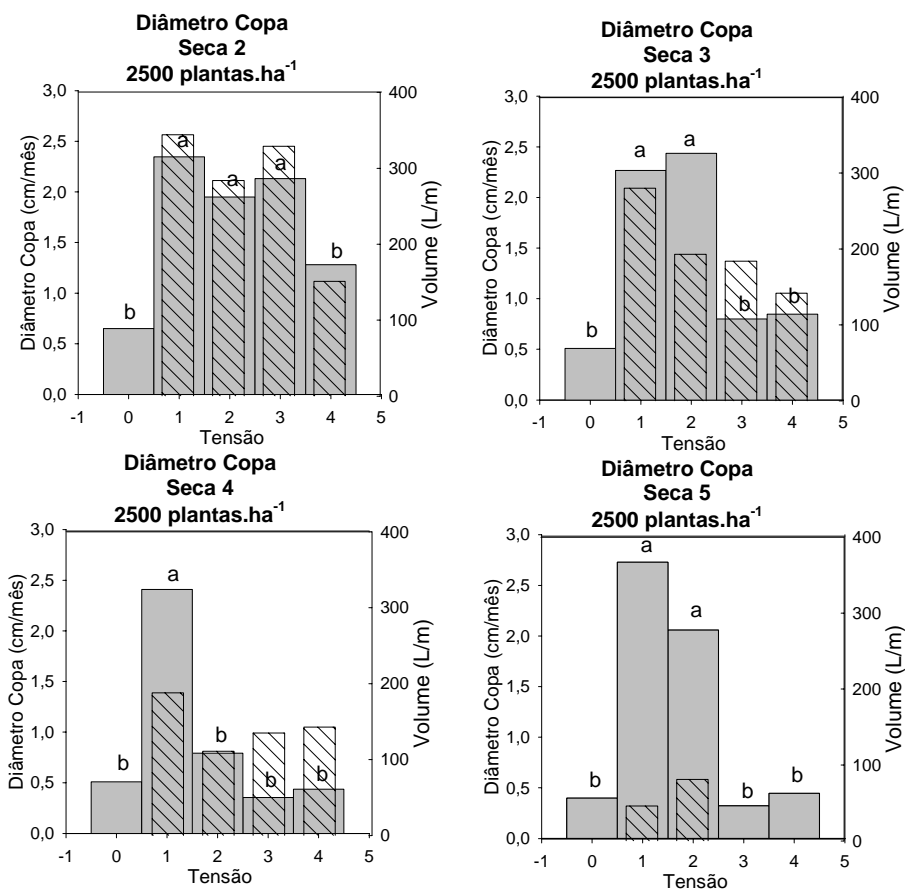 Diâmetro Copa
Seca 2
2500 plantas.ha⁻¹
3,0
2,5
2,0
1,5
1,0
0,5
0,0
Diâmetro Copa (cm/mês)
400
300
200
100
0
Volume (L/m)
b
a
a
a
b
-1 0 1 2 3 4 5
Tensão
Diâmetro Copa
Seca 3
2500 plantas.ha⁻¹
3,0
2,5
2,0
1,5
1,0
0,5
0,0
Diâmetro Copa (cm/mês)
400
300
200
100
0
Volume (L/m)
b
a
a
b
b
-1 0 1 2 3 4 5
Tensão
Diâmetro Copa
Seca 4
2500 plantas.ha⁻¹
3,0
2,5
2,0
1,5
1,0
0,5
0,0
Diâmetro Copa (cm/mês)
400
300
200
100
0
Volume (L/m)
b
a
b
b
b
-1 0 1 2 3 4 5
Tensão
Diâmetro Copa
Seca 5
2500 plantas.ha⁻¹
3,0
2,5
2,0
1,5
1,0
0,5
0,0
Diâmetro Copa (cm/mês)
400
300
200
100
0
Volume (L/m)
b
a
a
b
b
-1 0 1 2 3 4 5
Tensão